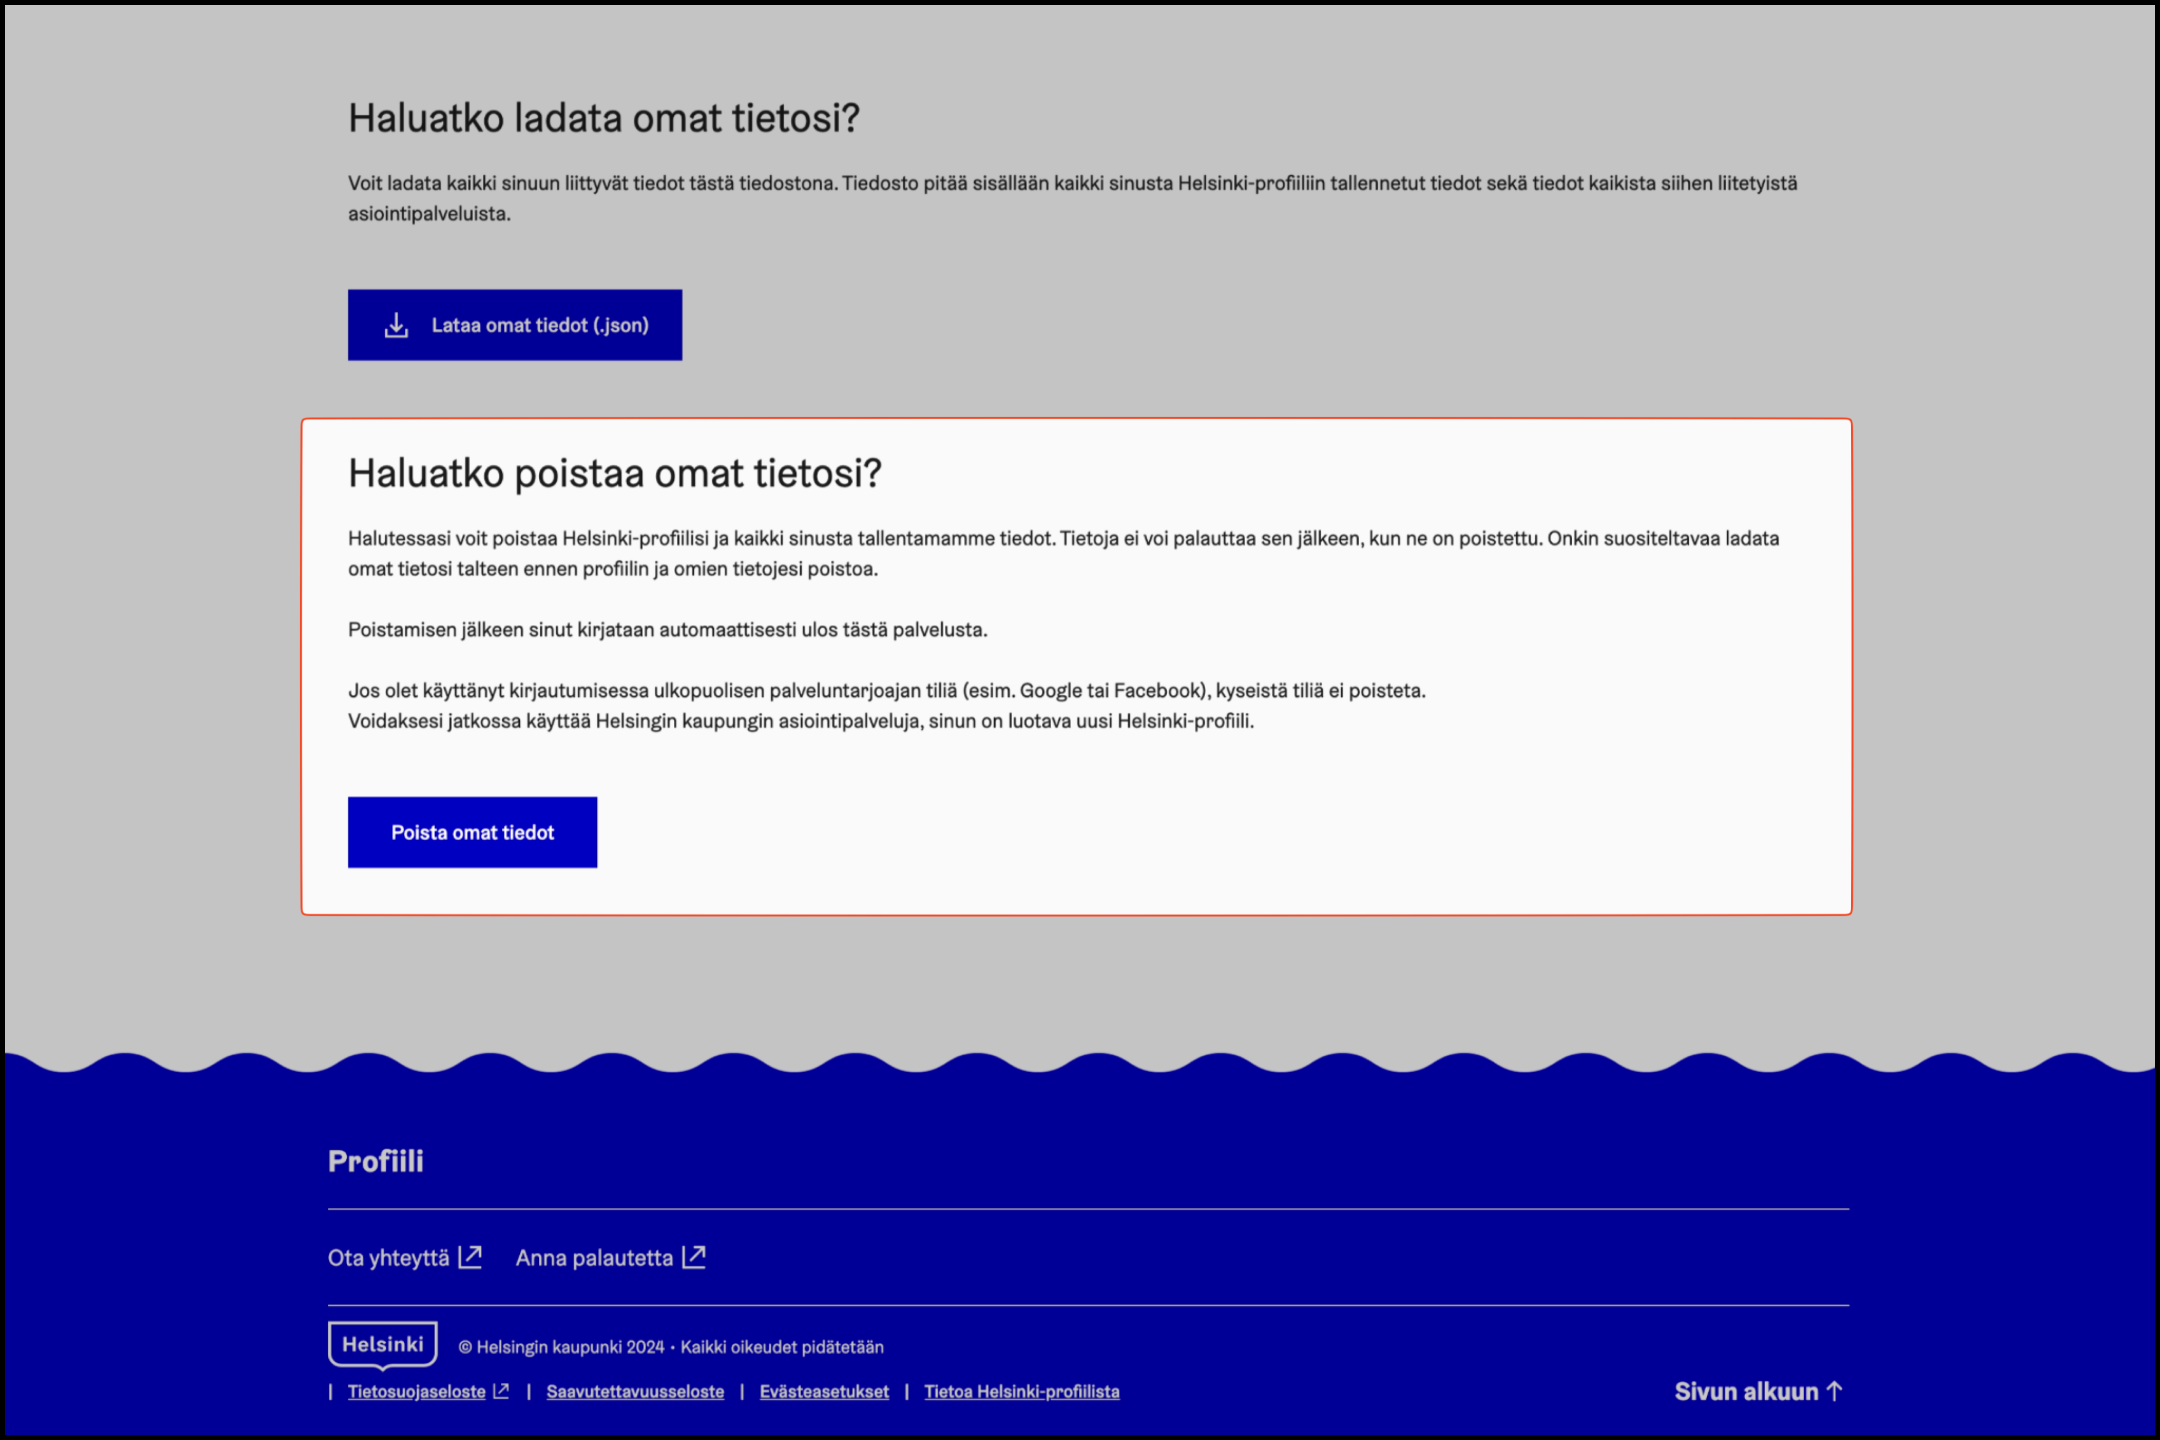 Haluatko ladata omat tietosi?
Voit ladata kaikki sinuun liittyvät tiedot tästä tiedostona. Tiedosto pitää sisällään kaikki sinusta Helsinki-profiiliin tallennetut tiedot sekä tiedot kaikista siihen liitetyistä
asiointipalveluista.
Lataa omat tiedot (.json)
Haluatko poistaa omat tietosi?
Halutessasi voit poistaa Helsinki-profiilisi ja kaikki sinusta tallentamamme tiedot. Tietoja ei voi palauttaa sen jälkeen, kun ne on poistettu. Onkin suositeltavaa ladata
omat tietosi talteen ennen profiilin ja omien tietojesi poistoa.
Poistamisen jälkeen sinut kirjataan automaattisesti ulos tästä palvelusta.
Jos olet käyttänyt kirjautumisessa ulkopuolisen palveluntarjoajan tiliä (esim. Google tai Facebook), kyseistä tiliä ei poisteta.
Voidaksesi jatkossa käyttää Helsingin kaupungin asiointipalveluja, sinun on luotava uusi Helsinki-profiili.
Poista omat tiedot
Profiili
Ota yhteyttä Anna palautetta
Helsinki © Helsingin kaupunki 2024 • Kaikki oikeudet pidätetään
| Tietosuojaseloste | Saavutettavuusseloste | Evästeasetukset | Tietoa Helsinki-profiilista
Sivun alkuun ↑